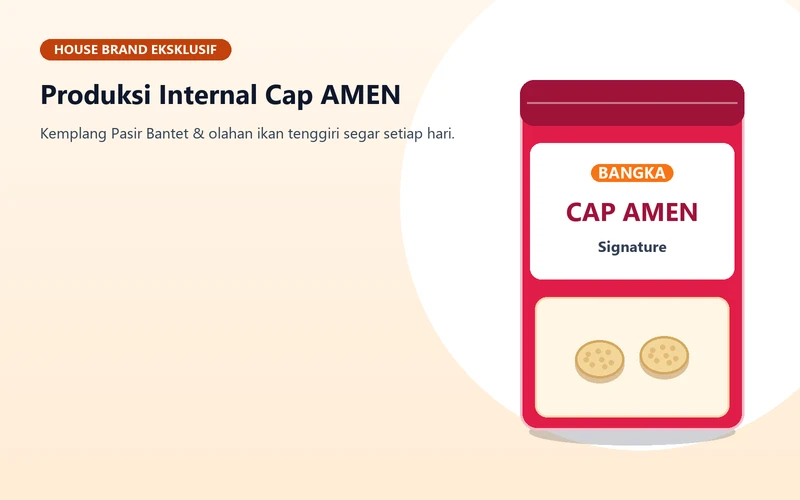 HOUSE BRAND EKSKLUSIF
Produksi Internal Cap AMEN
Kemplang Pasir Bantet & olahan ikan tenggiri segar setiap hari.
BANGKA
CAP AMEN
Signature